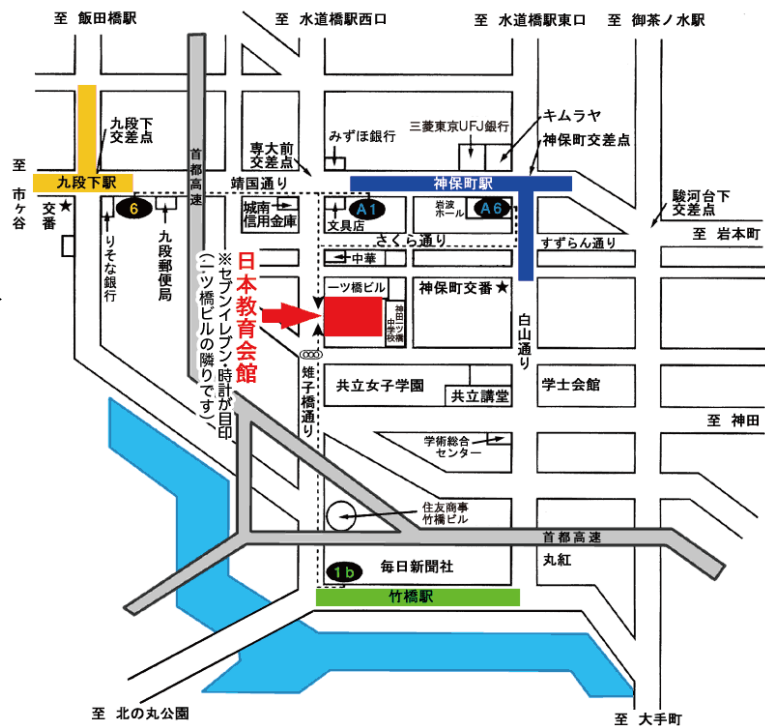 至 飯田橋駅
至 水道橋駅西口
至 水道橋駅東口
至 御茶ノ水駅
九段下
交差点
首都高速
専大前
交差点
みずほ銀行
三菱東京UFJ銀行
キムラヤ
神保町交差点
至 市ヶ谷
九段下駅
靖国通り
神保町駅
駿河台下
交差点
交番★
6
りそな銀行
九段郵便局
城南
信用金庫
文具店
A1
岩波
ホール
A6
さくら通り
すずらん通り
至 岩本町
中華
日本教育会館
※セブンイレブン・時計が目印
(一ツ橋ビルの隣りです)
一ツ橋ビル
神田一ツ橋
中学校
神保町交番★
白山通り
雉子橋通り
共立女子学園
共立講堂
学士会館
至 神田
学術総合
センター
住友商事
竹橋ビル
首都高速
1b
毎日新聞社
丸紅
竹橋駅
至 北の丸公園
至 大手町